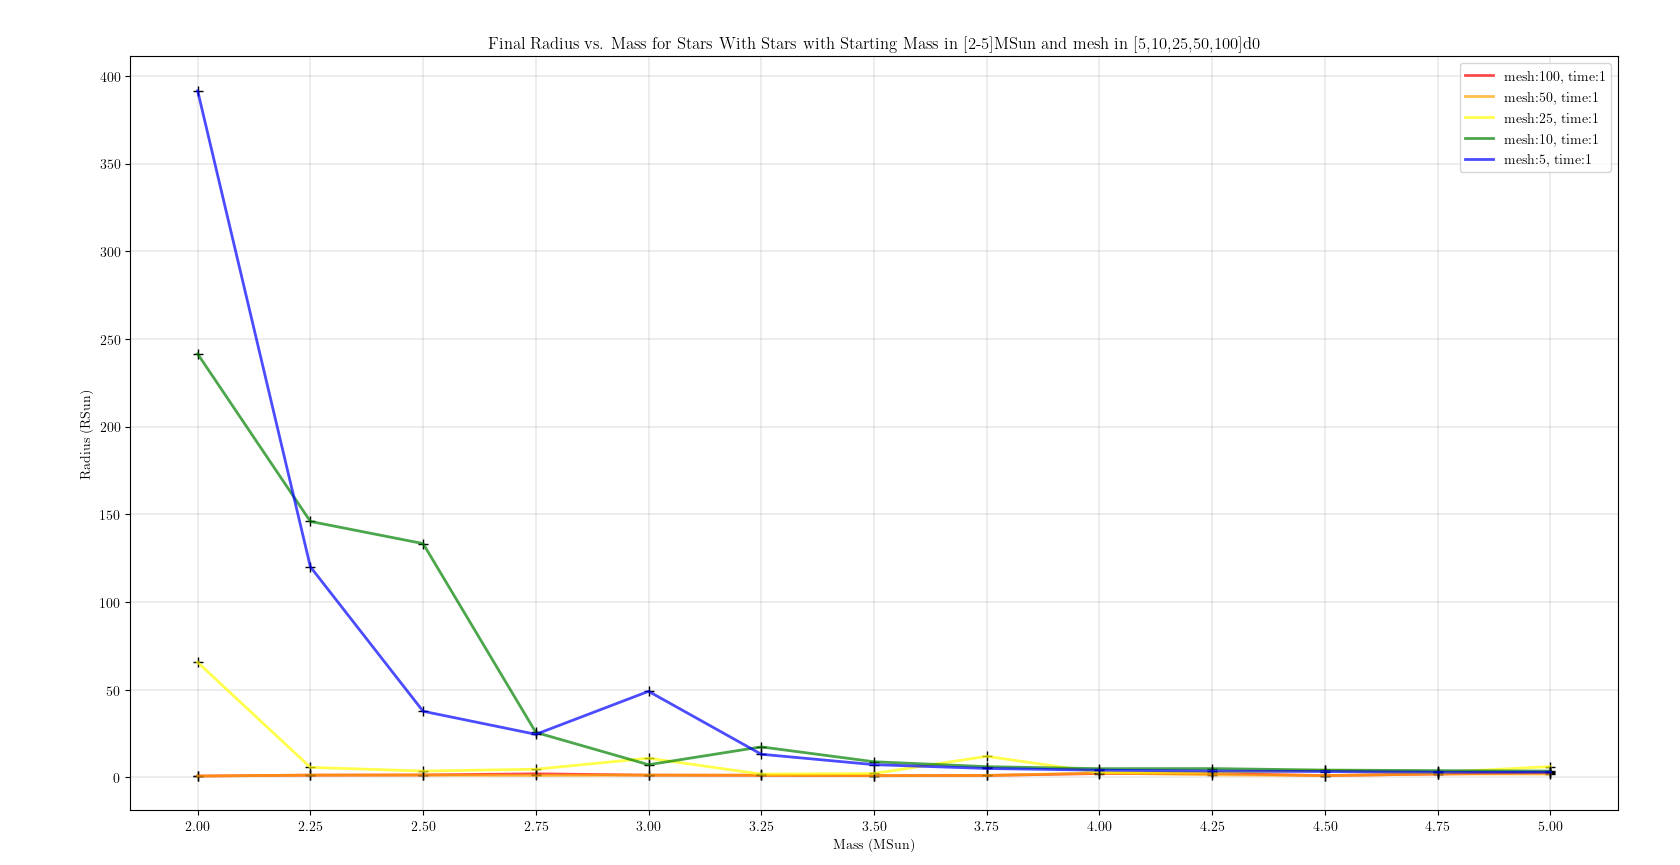 Final Radius vs. Mass for Stars With Stars with Starting Mass in [2-5]MSun and mesh in [5,10,25,50,100]d0
mesh:100, time:1
mesh:50, time:1
mesh:25, time:1
mesh:10, time:1
mesh:5, time:1
400
350
300
250
200
150
100
50
0
Radius (RSun)
2.00 2.25 2.50 2.75 3.00 3.25 3.50 3.75 4.00 4.25 4.50 4.75 5.00
Mass (MSun)